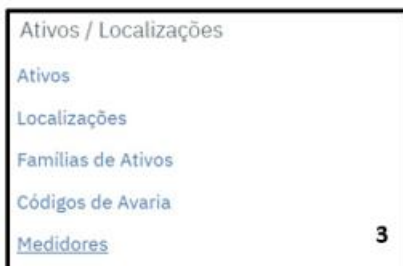 Ativos / Localizações
Ativos
Localizações
Famílias de Ativos
Códigos de Avaria
Medidores
3